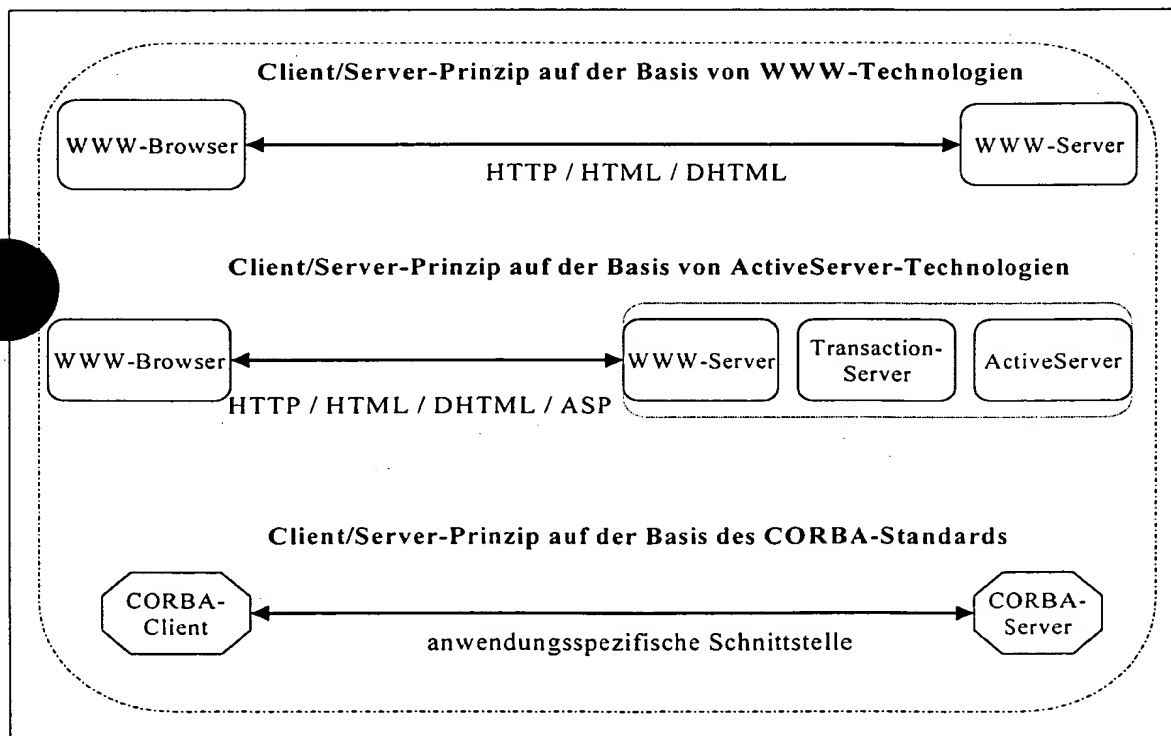 Client/Server-Prinzip auf der Basis von WWW-Technologien
WWW-Browser
WWW-Server
HTTP / HTML / DHTML
Client/Server-Prinzip auf der Basis von ActiveServer-Technologien
WWW-Browser
WWW-Server
Transaction-
Server
ActiveServer
HTTP / HTML / DHTML / ASP
Client/Server-Prinzip auf der Basis des CORBA-Standards
CORBA-
Client
CORBA-
Server
anwendungsspezifische Schnittstelle